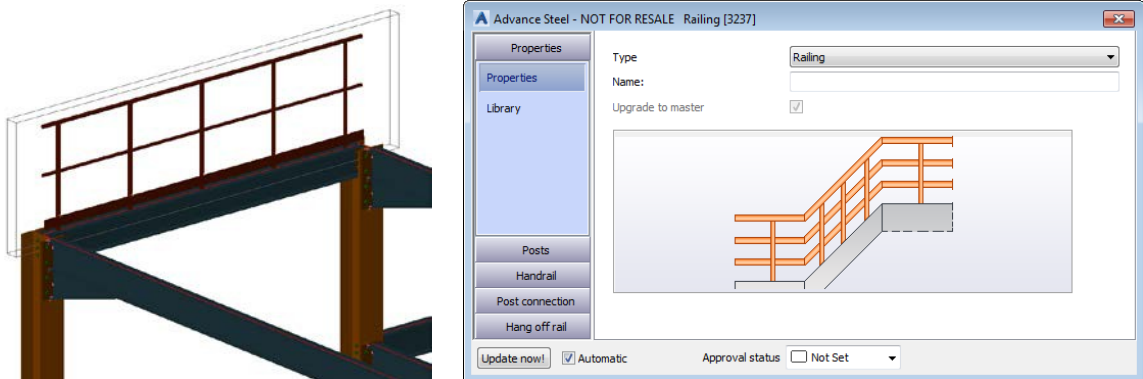 Advance Steel - NOT FOR RESALE Railing [3237]
Properties
Properties
Library
Posts
Handrail
Post connection
Hang off rail
Type
Railing
Name:
Upgrade to master
Update now!
Automatic
Approval status
Not Set